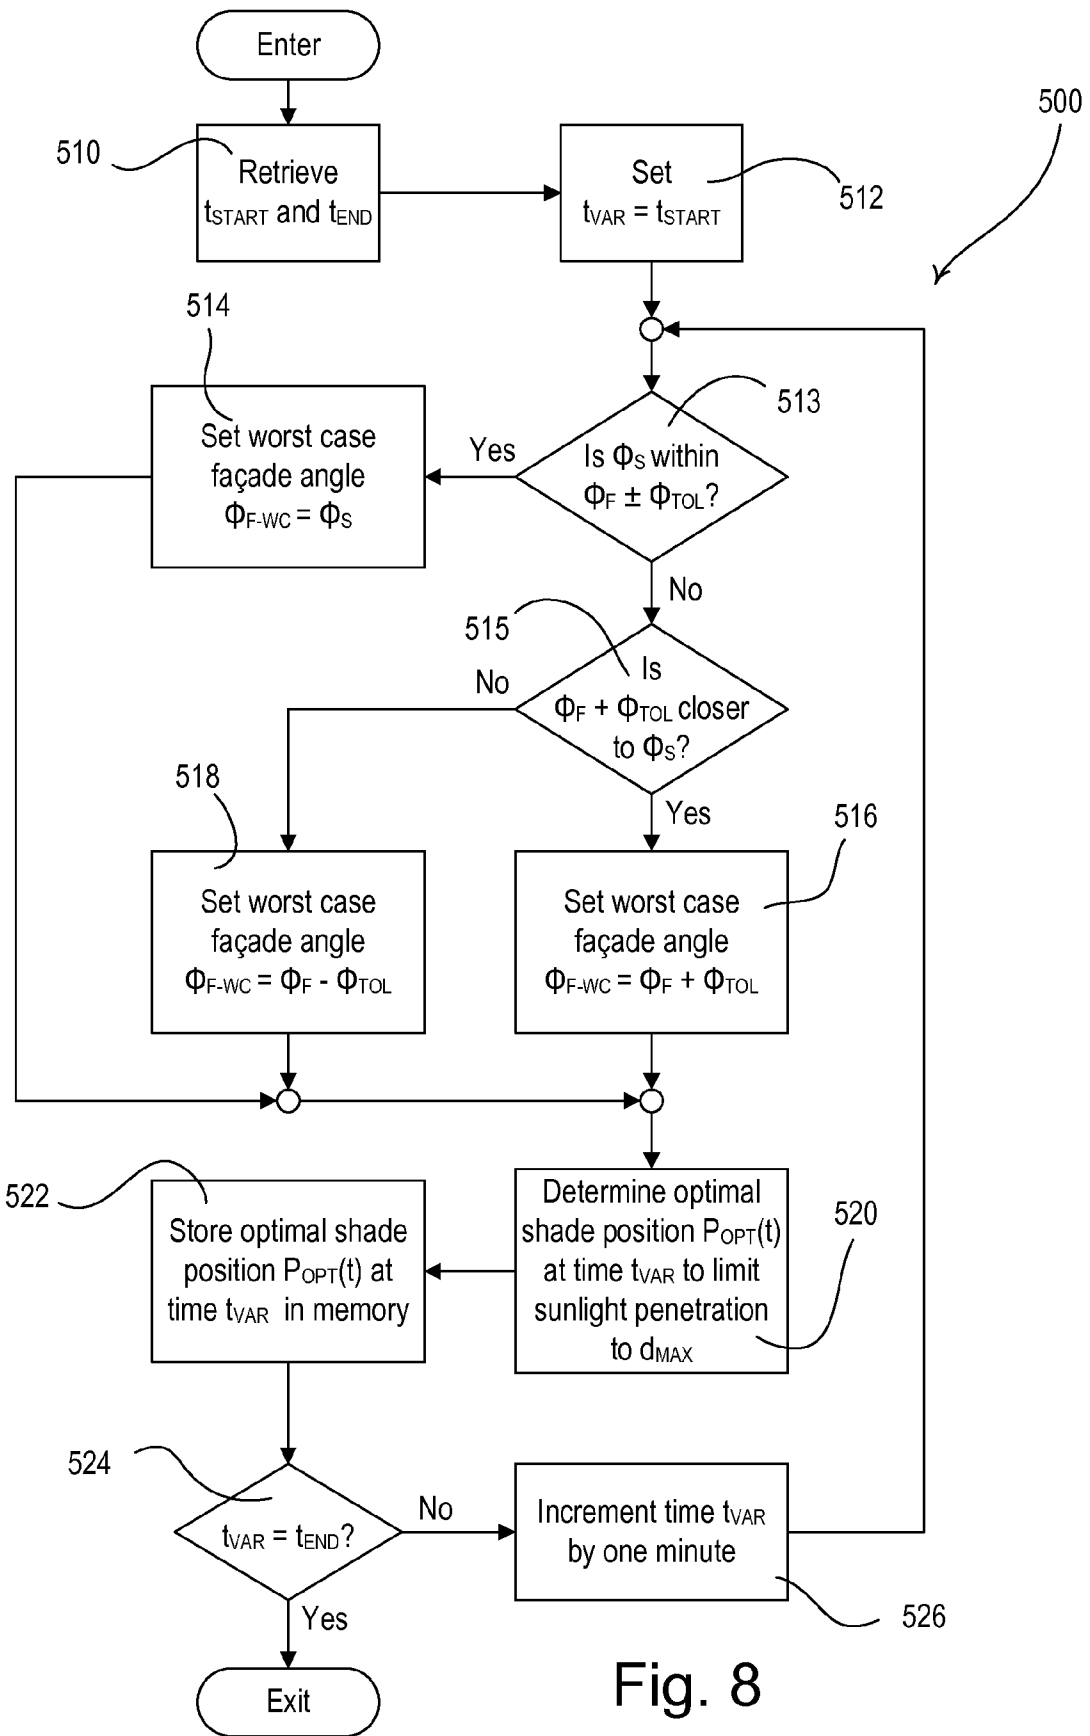 Enter
500
510
Retrieve
tSTART and tEND
Set
tVAR = tSTART
512
514
Set worst case
façade angle
ΦF-WC = ΦS
Yes
513
Is ΦS within
ΦF ± ΦTOL?
No
515
Is
ΦF + ΦTOL closer
to ΦS?
No
Yes
518
Set worst case
façade angle
ΦF-WC = ΦF - ΦTOL
516
Set worst case
façade angle
ΦF-WC = ΦF + ΦTOL
522
Store optimal shade
position POPT(t) at
time tVAR in memory
Determine optimal
shade position POPT(t)
at time tVAR to limit
sunlight penetration
to dMAX
520
524
tVAR = tEND?
No
Yes
Increment time tVAR
by one minute
526
Exit
Fig. 8